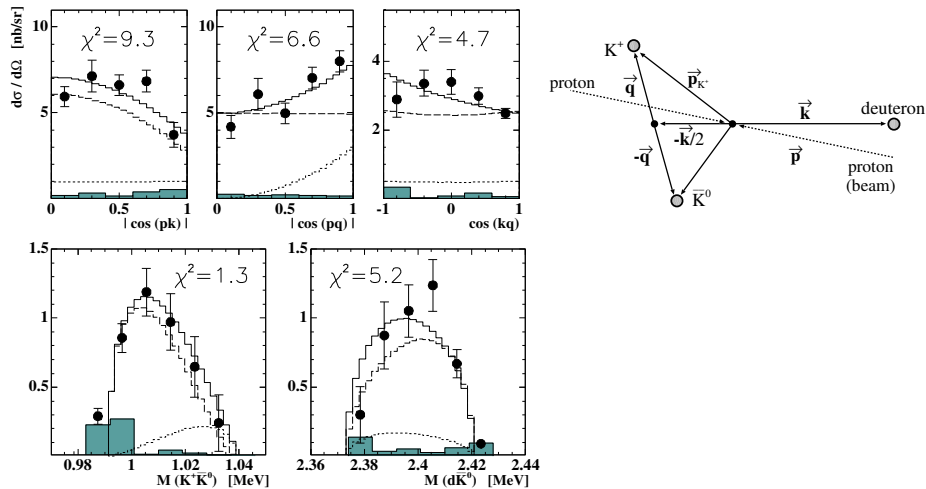 dσ / dΩ [nb/sr]
10
5
0
0 0.5 1
| cos (pk) |
χ²=9.3
10
5
0
0 0.5 1
| cos (pq) |
χ²=6.6
4
2
0
-1 0 1
cos (kq)
χ²=4.7
K⁺
q⃗
p⃗K⁺
proton
k⃗
deuteron
-k⃗/2
-q⃗
p⃗
proton
(beam)
K̅⁰
1.5
1
0.5
0.98 1 1.02 1.04
M (K⁺K̅⁰) [MeV]
χ²=1.3
1.5
1
0.5
2.36 2.38 2.4 2.42 2.44
M (dK̅⁰) [MeV]
χ²=5.2